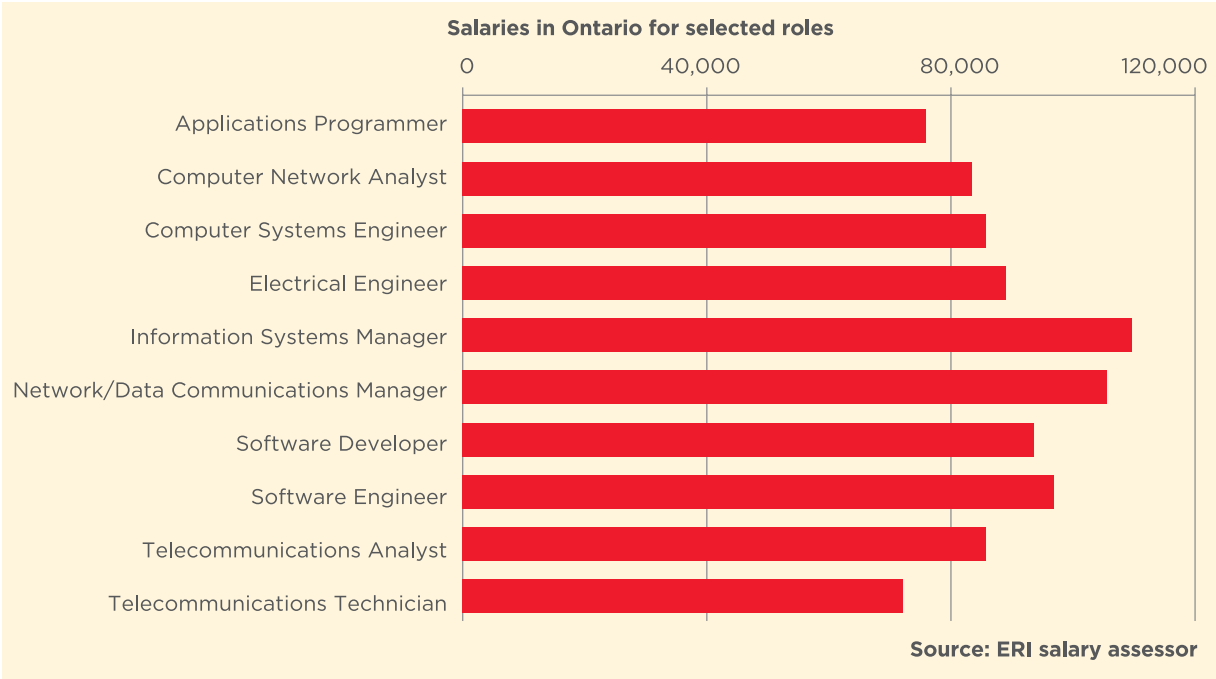 Salaries in Ontario for selected roles
0 40,000 80,000 120,000
Applications Programmer
Computer Network Analyst
Computer Systems Engineer
Electrical Engineer
Information Systems Manager
Network/Data Communications Manager
Software Developer
Software Engineer
Telecommunications Analyst
Telecommunications Technician
Source: ERI salary assessor